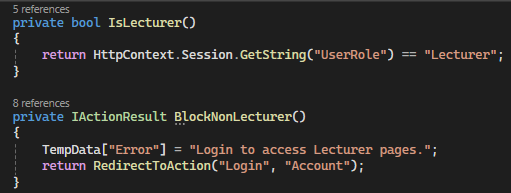 5 references
private bool IsLecturer()
{
return HttpContext.Session.GetString("UserRole") == "Lecturer";
}
8 references
private IActionResult BlockNonLecturer()
{
TempData["Error"] = "Login to access Lecturer pages.";
return RedirectToAction("Login", "Account");
}